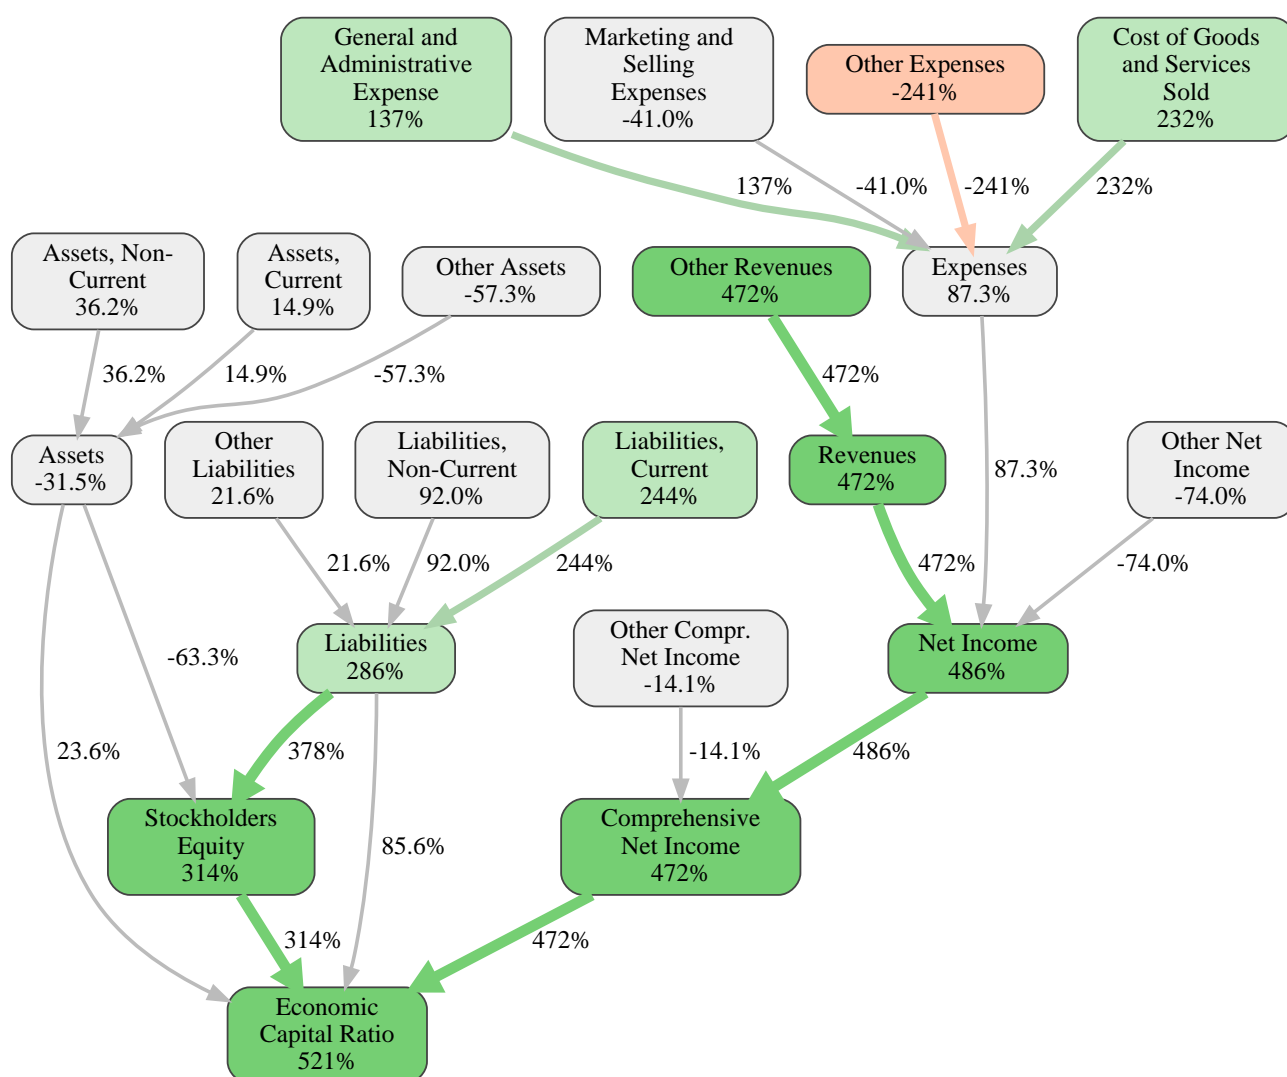 General and
Administrative
Expense
137%
Marketing and
Selling
Expenses
-41.0%
Other Expenses
-241%
Cost of Goods
and Services
Sold
232%
137%
-41.0%
-241%
232%
Assets, Non-
Current
36.2%
Assets,
Current
14.9%
Other Assets
-57.3%
Other Revenues
472%
Expenses
87.3%
36.2%
14.9%
-57.3%
472%
Assets
-31.5%
Other
Liabilities
21.6%
Liabilities,
Non-Current
92.0%
Liabilities,
Current
244%
Revenues
472%
87.3%
Other Net
Income
-74.0%
21.6%
92.0%
244%
472%
-74.0%
Liabilities
286%
-63.3%
Other Compr.
Net Income
-14.1%
Net Income
486%
23.6%
378%
-14.1%
486%
Stockholders
Equity
314%
85.6%
Comprehensive
Net Income
472%
314%
472%
Economic
Capital Ratio
521%